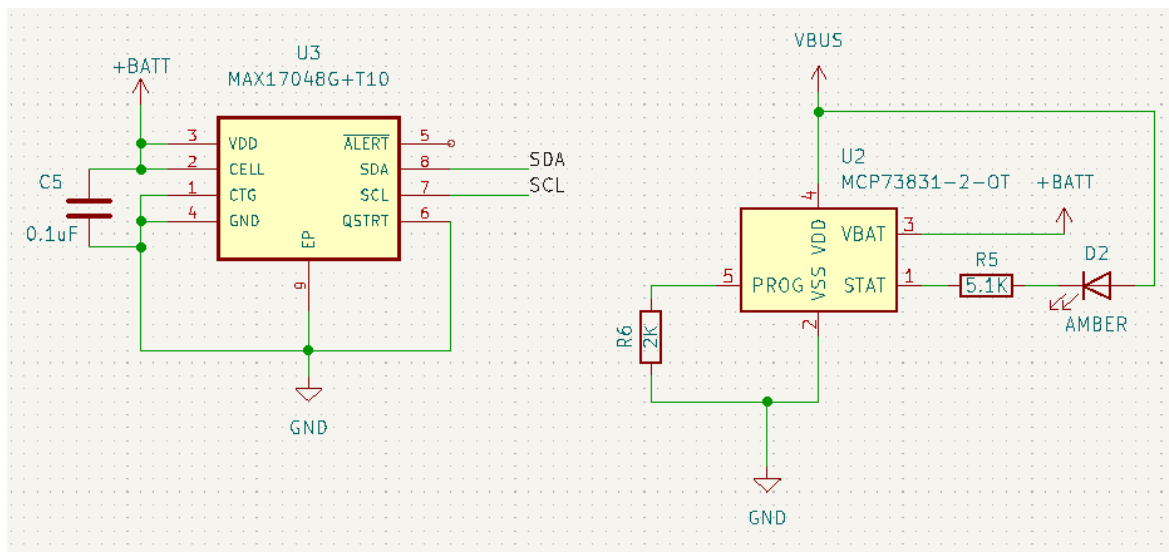 U3
MAX17048G+T10
+BATT
3 VDD
2 CELL
1 CTG
4 GND
ALERT 5
SDA 8
SCL 7
QSTRT 6
EP
9
SDA
SCL
C5
0.1uF
GND
VBUS
U2
MCP73831-2-OT
+BATT
4
VDD
VBAT 3
5 PROG
VSS
STAT 1
2
R5
5.1K
D2
AMBER
R6
2K
GND